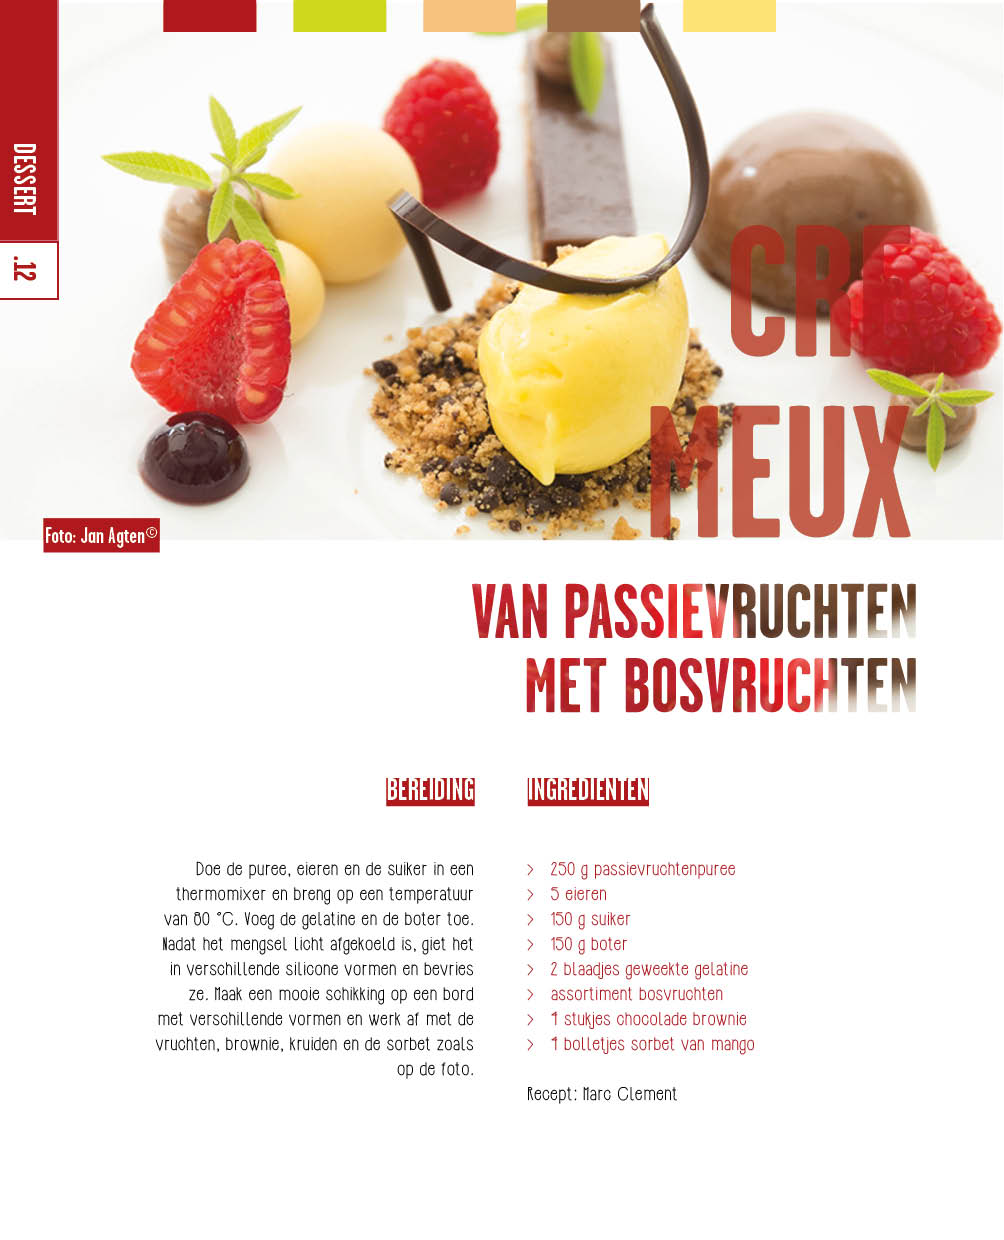 DESSERT
.12
CRE
MEUX
Foto: Jan Agten©
VAN PASSIEVRUCHTEN
MET BOSVRUCHTEN
BEREIDING
Doe de puree, eieren en de suiker in een
thermomixer en breng op een temperatuur
van 80 °C. Voeg de gelatine en de boter toe.
Nadat het mengsel licht afgekoeld is, giet het
in verschillende silicone vormen en bevries
ze. Maak een mooie schikking op een bord
met verschillende vormen en werk af met de
vruchten, brownie, kruiden en de sorbet zoals
op de foto.
INGREDIENTEN
> 250 g passievruchtenpuree
> 5 eieren
> 150 g suiker
> 150 g boter
> 2 blaadjes geweekte gelatine
> assortiment bosvruchten
> 4 stukjes chocolade brownie
> 4 bolletjes sorbet van mango
Recept: Marc Clement